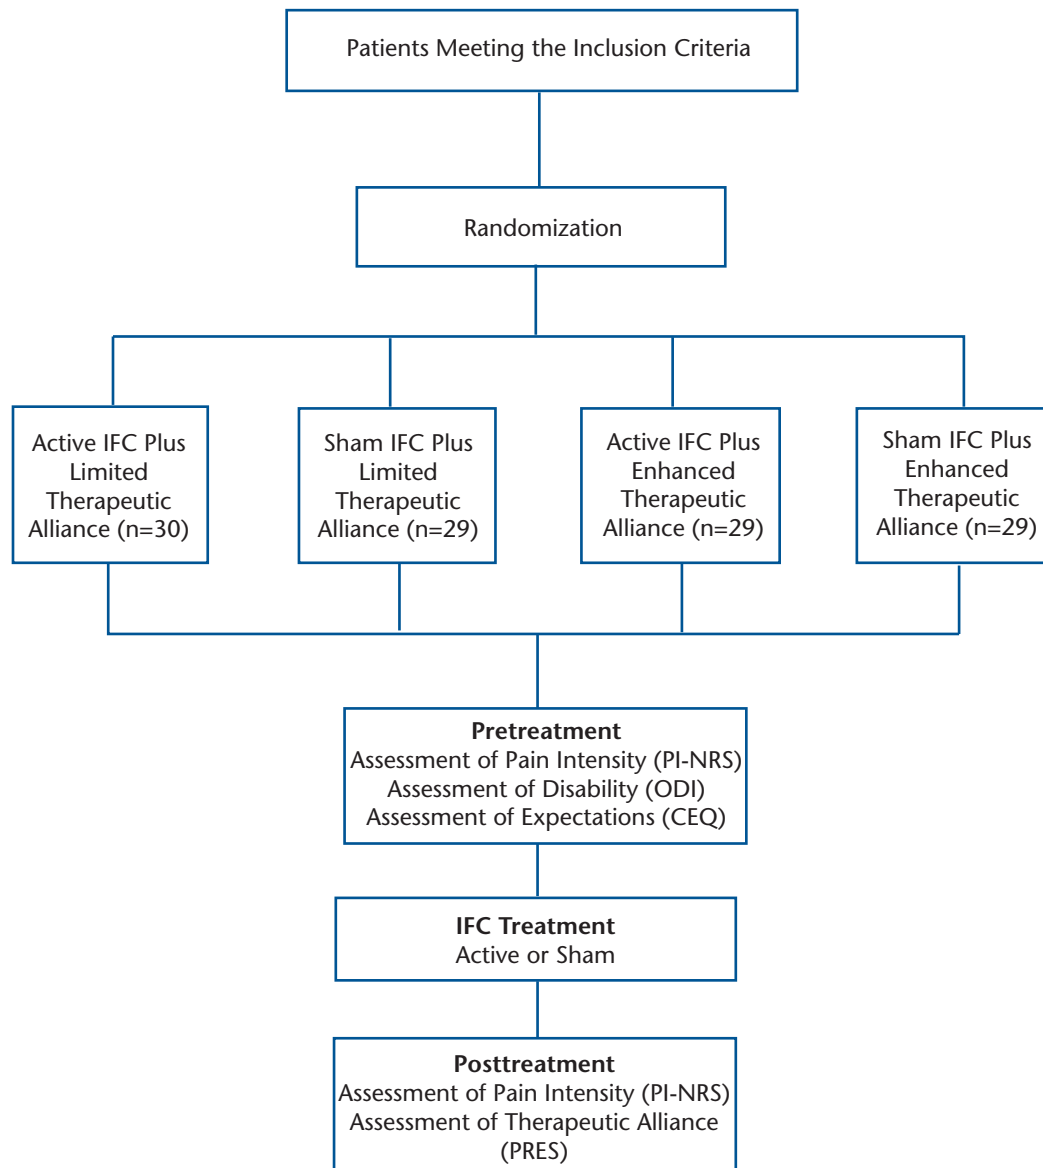 Patients Meeting the Inclusion Criteria
Randomization
Active IFC Plus
Limited
Therapeutic
Alliance (n=30)
Sham IFC Plus
Limited
Therapeutic
Alliance (n=29)
Active IFC Plus
Enhanced
Therapeutic
Alliance (n=29)
Sham IFC Plus
Enhanced
Therapeutic
Alliance (n=29)
Pretreatment
Assessment of Pain Intensity (PI-NRS)
Assessment of Disability (ODI)
Assessment of Expectations (CEQ)
IFC Treatment
Active or Sham
Posttreatment
Assessment of Pain Intensity (PI-NRS)
Assessment of Therapeutic Alliance
(PRES)